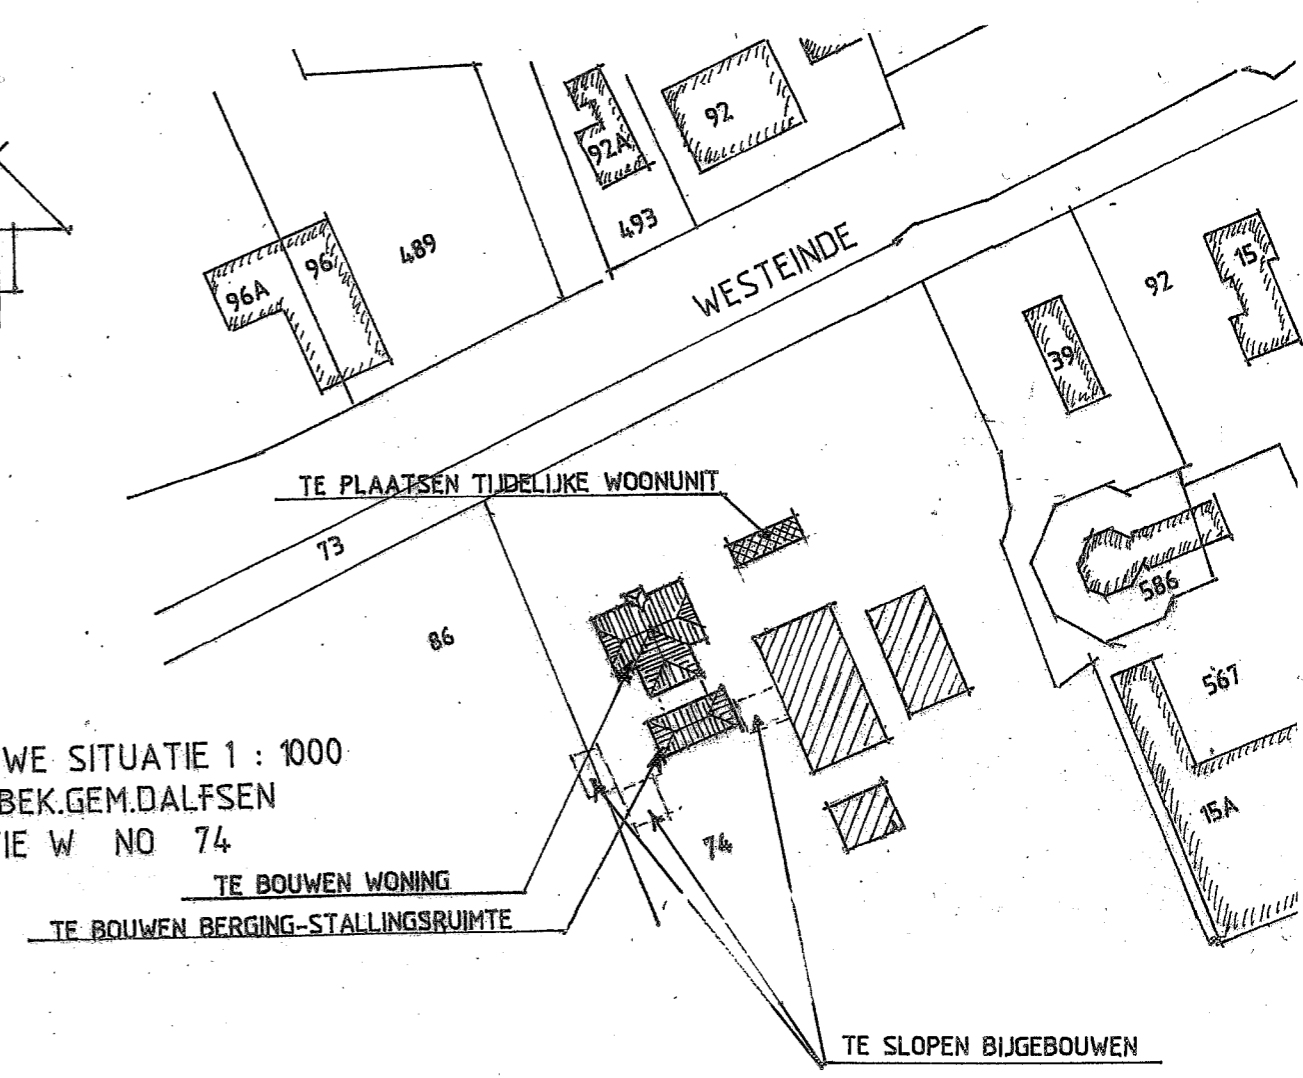 92
92A
493
489
96
96A
WESTEINDE
15
92
39
TE PLAATSEN TIJDELIJKE WOONUNIT
73
86
586
567
WE SITUATIE 1 : 1000
BEK.GEM.DALFSEN
TIE W NO 74
74
15A
TE BOUWEN WONING
TE BOUWEN BERGING-STALLINGSRUIMTE
TE SLOPEN BIJGEBOUWEN